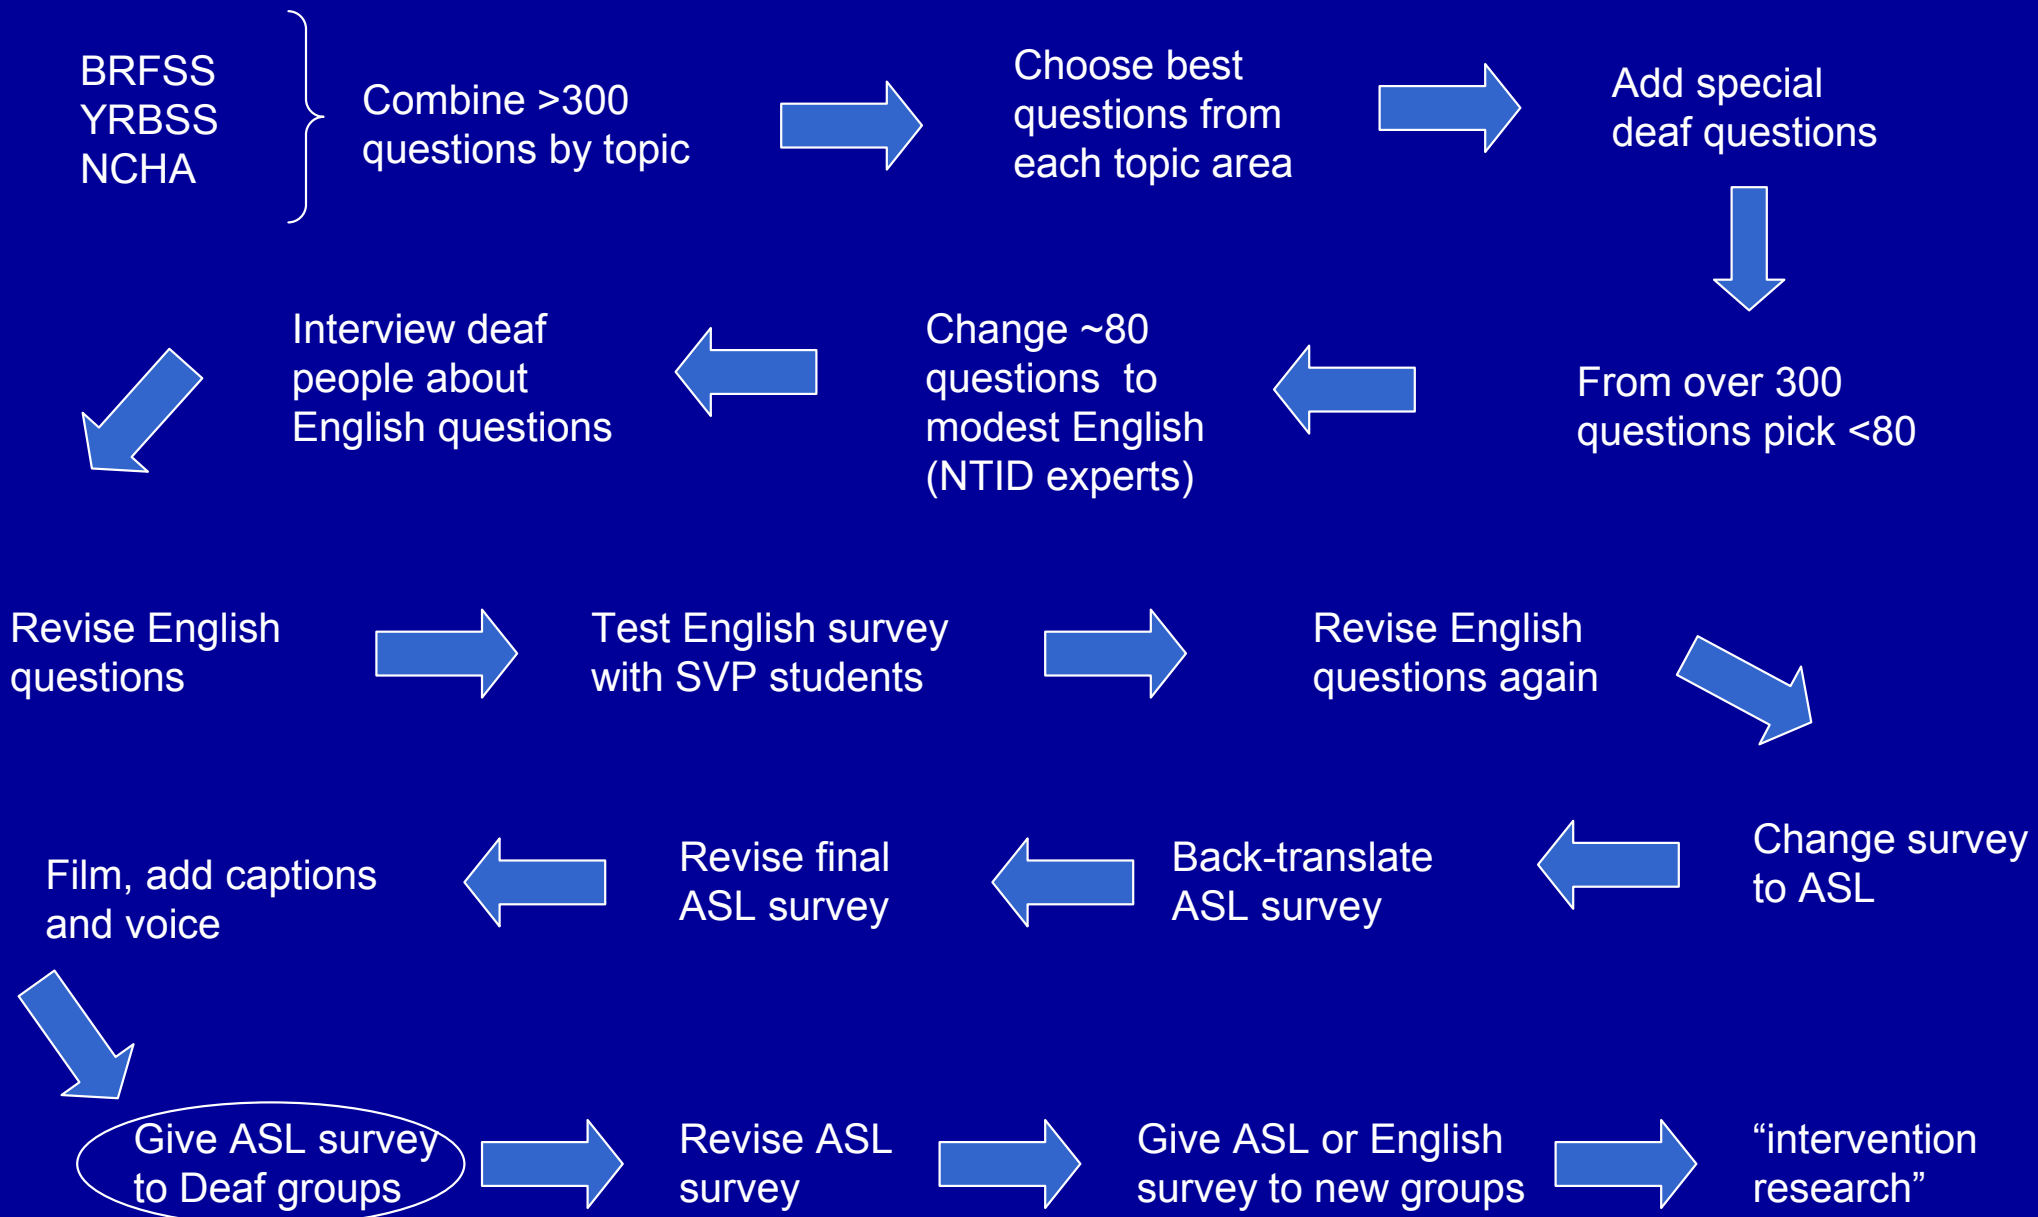 BRFSS
YRBSS
NCHA
Combine >300
questions by topic
Choose best
questions from
each topic area
Add special
deaf questions
From over 300
questions pick <80
Change ~80
questions  to
modest English
(NTID experts)
Interview deaf
people about
English questions
Revise English
questions
Test English survey
with SVP students
Revise English
questions again
Change survey
to ASL
Back-translate
ASL survey
Revise final
ASL survey
Film, add captions
and voice
Give ASL survey
to Deaf groups
Revise ASL
survey
Give ASL or English
survey to new groups
“intervention
research”